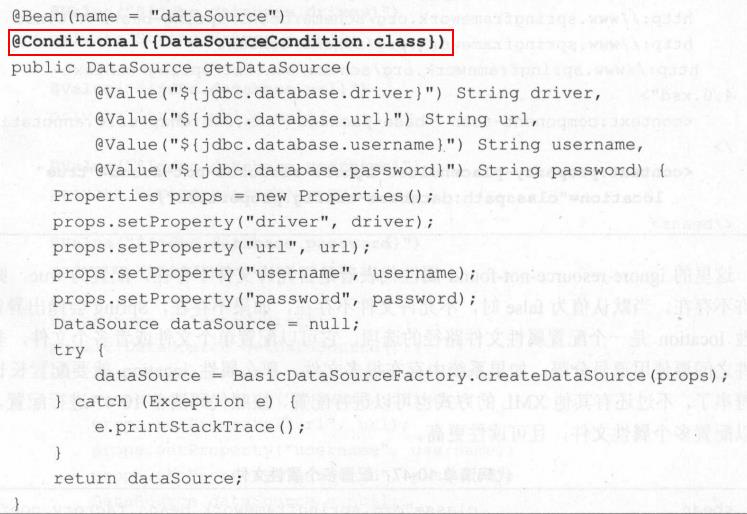 @Bean(name = "dataSource")
@Conditional({DataSourceCondition.class})
public DataSource getDataSource(
        @Value("${jdbc.database.driver}") String driver,
        @Value("${jdbc.database.url}") String url,
        @Value("${jdbc.database.username}") String username,
        @Value("${jdbc.database.password}") String password) {
    Properties props = new Properties();
    props.setProperty("driver", driver);
    props.setProperty("url",url);
    props.setProperty("username", username);
    props.setProperty("password", password);
    DataSource dataSource = null;
    try {
        dataSource = BasicDataSourceFactory.createDataSource(props);
    } catch (Exception e) {
        e.printStackTrace();
    }
    return dataSource;
}